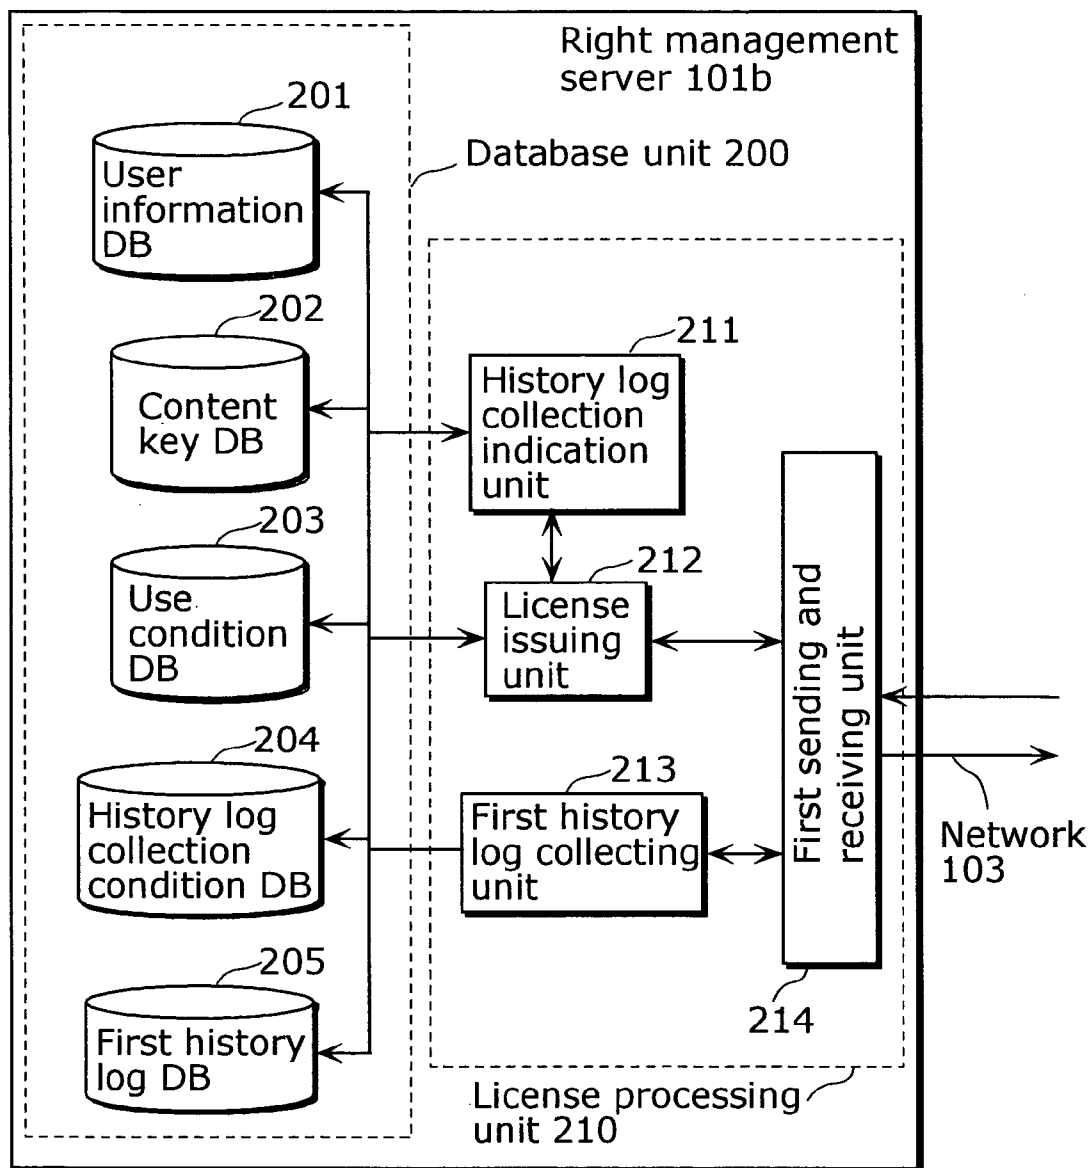 Right management
server 101b
201
User
information
DB
Database unit 200
202
Content
key DB
211
History log
collection
indication
unit
203
Use
condition
DB
212
License
issuing
unit
First sending and
receiving unit
204
History log
collection
condition DB
213
First history
log collecting
unit
Network
103
205
First history
log DB
214
License processing
unit 210